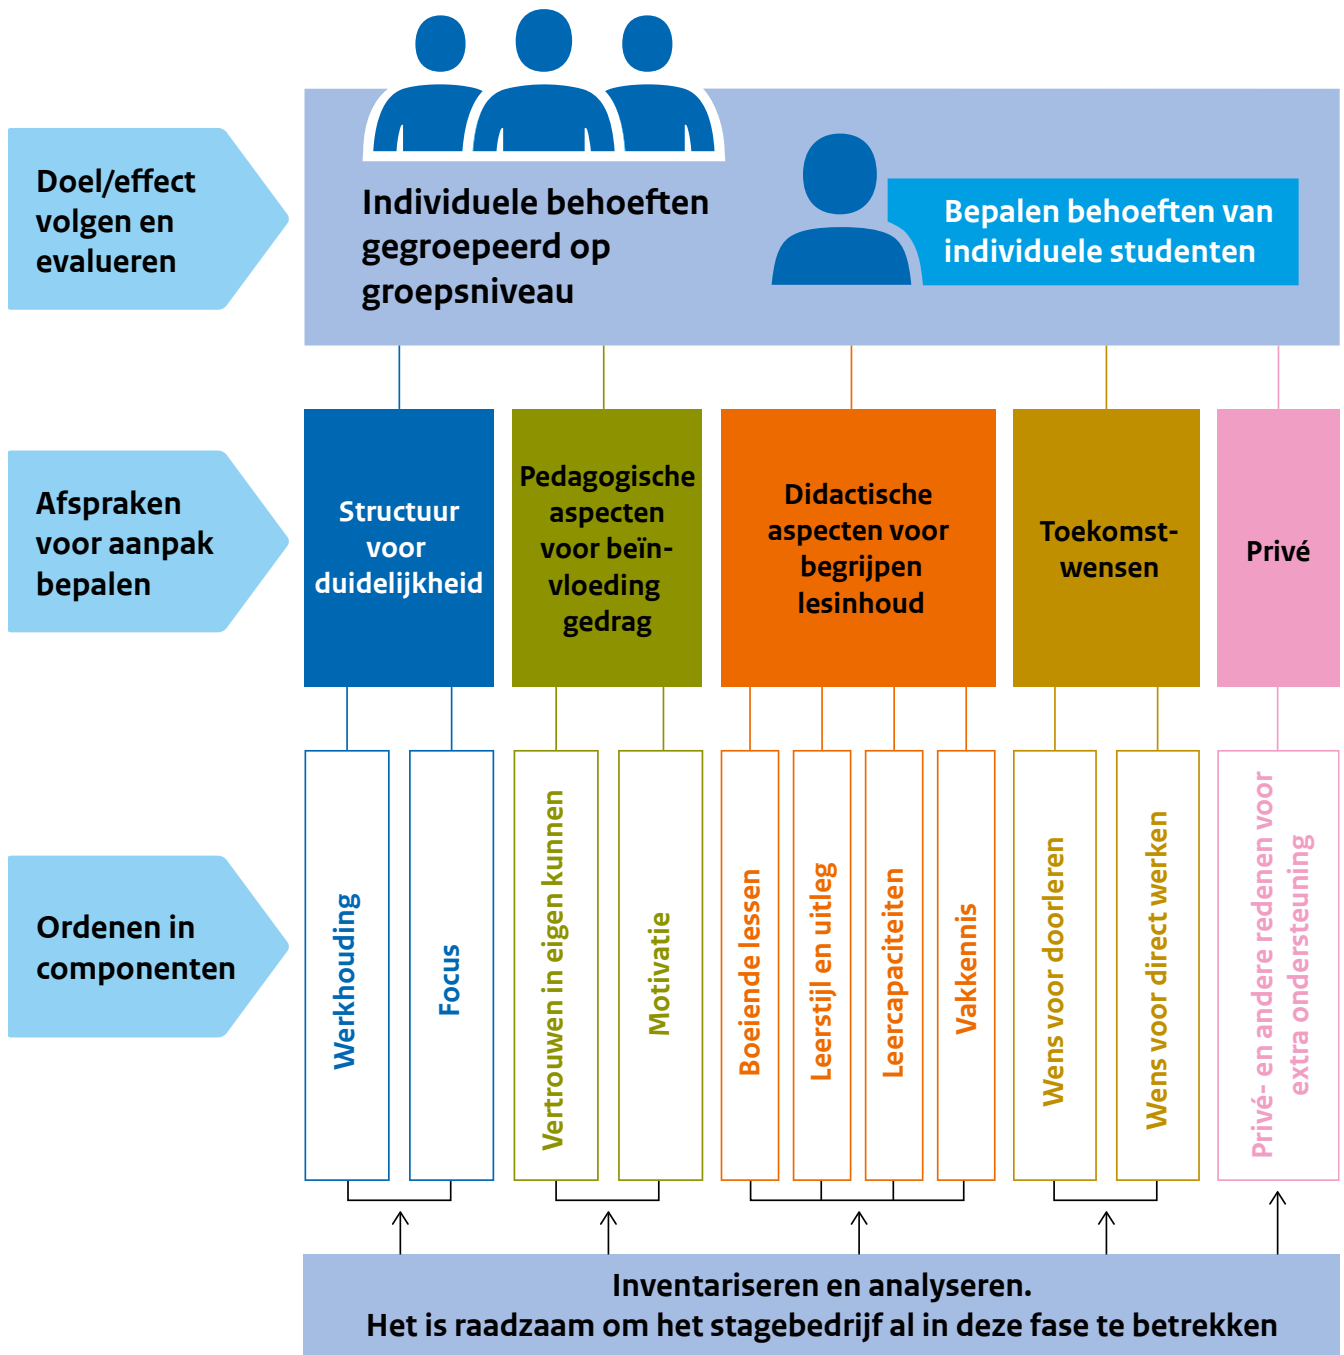 Doel/effect
volgen en
evalueren
Individuele behoeften
gegroepeerd op
groepsniveau
Bepalen behoeften van
individuele studenten
Afspraken
voor aanpak
bepalen
Structuur
voor
duidelijkheid
Pedagogische
aspecten
voor beïn-
vloeding
gedrag
Didactische
aspecten voor
begrijpen
lesinhoud
Toekomst-
wensen
Privé
Ordenen in
componenten
Werkhouding
Focus
Vertrouwen in eigen kunnen
Motivatie
Boeiende lessen
Leerstijl en uitleg
Leercapaciteiten
Vakkennis
Wens voor doorleren
Wens voor direct werken
Privé- en andere redenen voor
extra ondersteuning
Inventariseren en analyseren.
Het is raadzaam om het stagebedrijf al in deze fase te betrekken